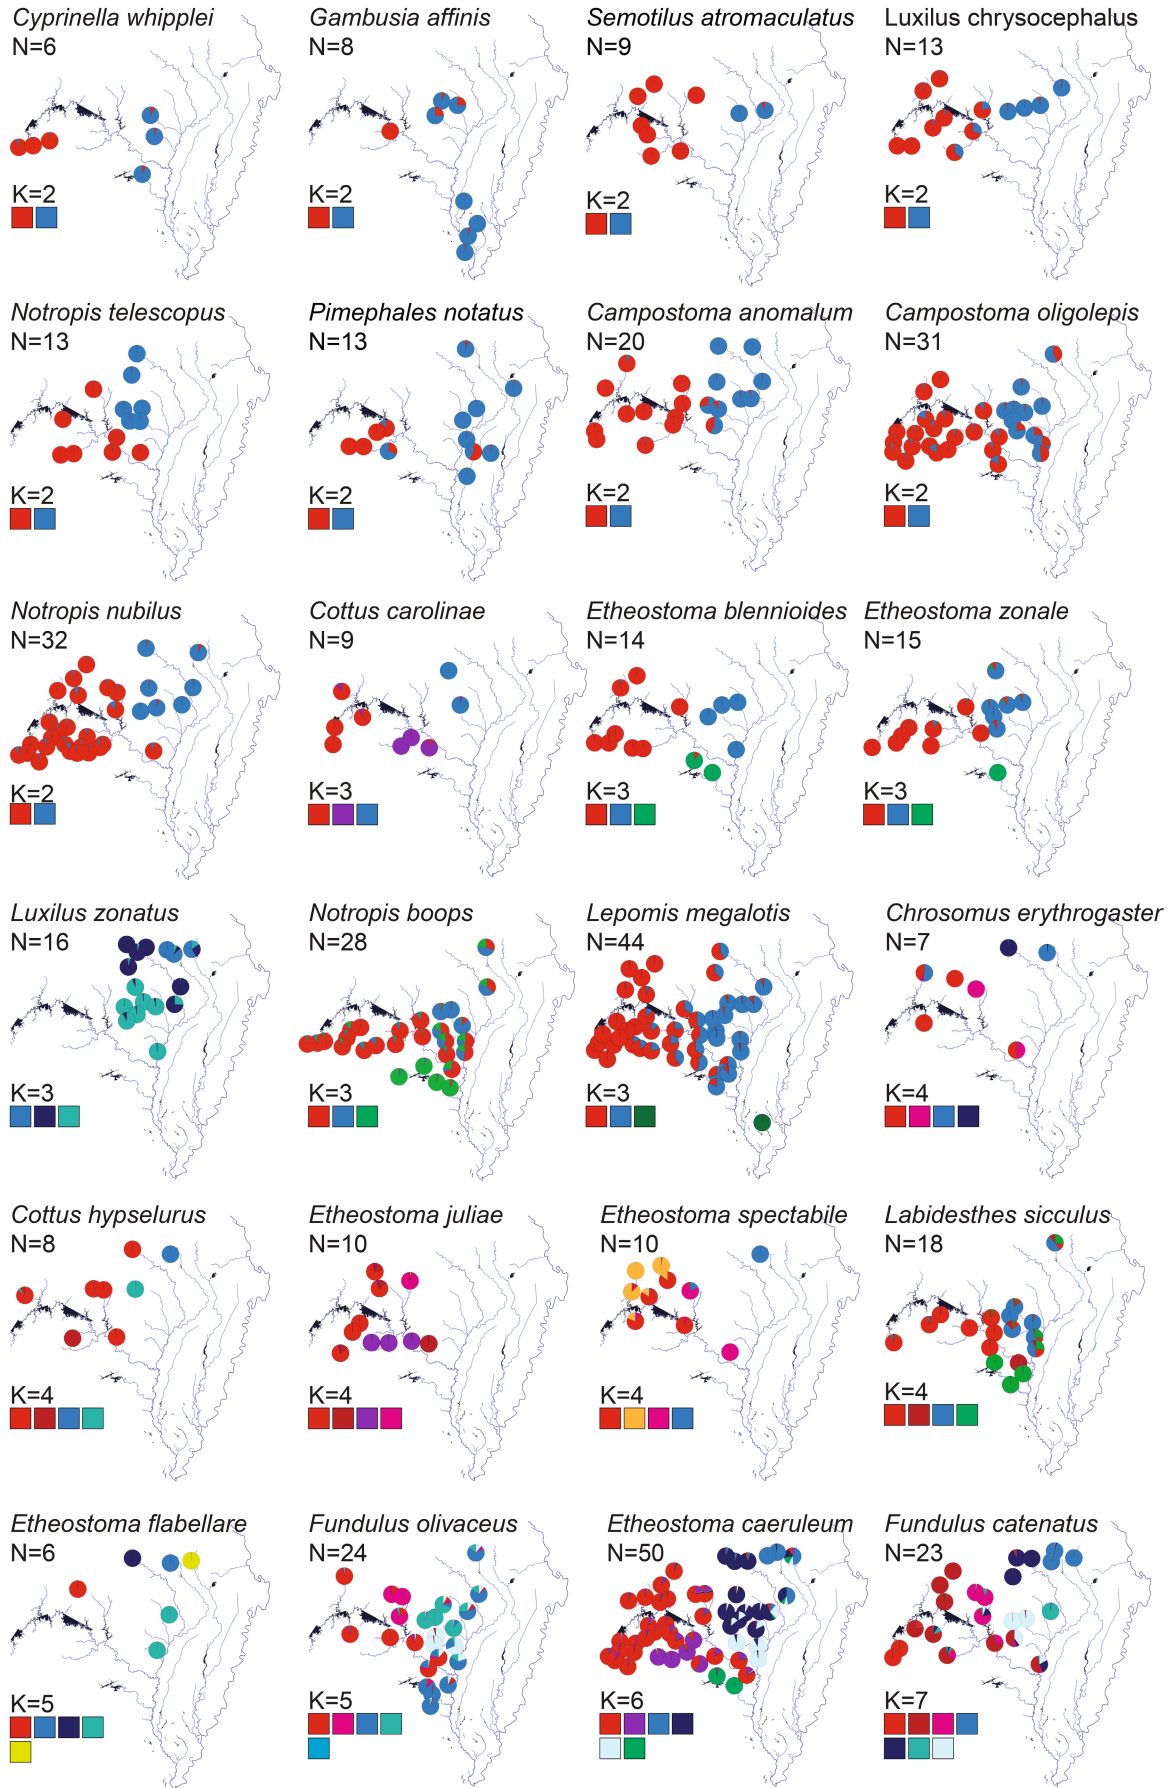 Cyprinella whipplei
N=6
K=2
Gambusia affinis
N=8
K=2
Semotilus atromaculatus
N=9
K=2
Luxilus chrysocephalus
N=13
K=2
Notropis telescopus
N=13
K=2
Pimephales notatus
N=13
K=2
Campostoma anomalum
N=20
K=2
Campostoma oligolepis
N=31
K=2
Notropis nubilus
N=32
K=2
Cottus carolinae
N=9
K=3
Etheostoma blennioides
N=14
K=3
Etheostoma zonale
N=15
K=3
Luxilus zonatus
N=16
K=3
Notropis boops
N=28
K=3
Lepomis megalotis
N=44
K=3
Chrosomus erythrogaster
N=7
K=4
Cottus hypselurus
N=8
K=4
Etheostoma juliae
N=10
K=4
Etheostoma spectabile
N=10
K=4
Labidesthes sicculus
N=18
K=4
Etheostoma flabellare
N=6
K=5
Fundulus olivaceus
N=24
K=5
Etheostoma caeruleum
N=50
K=6
Fundulus catenatus
N=23
K=7